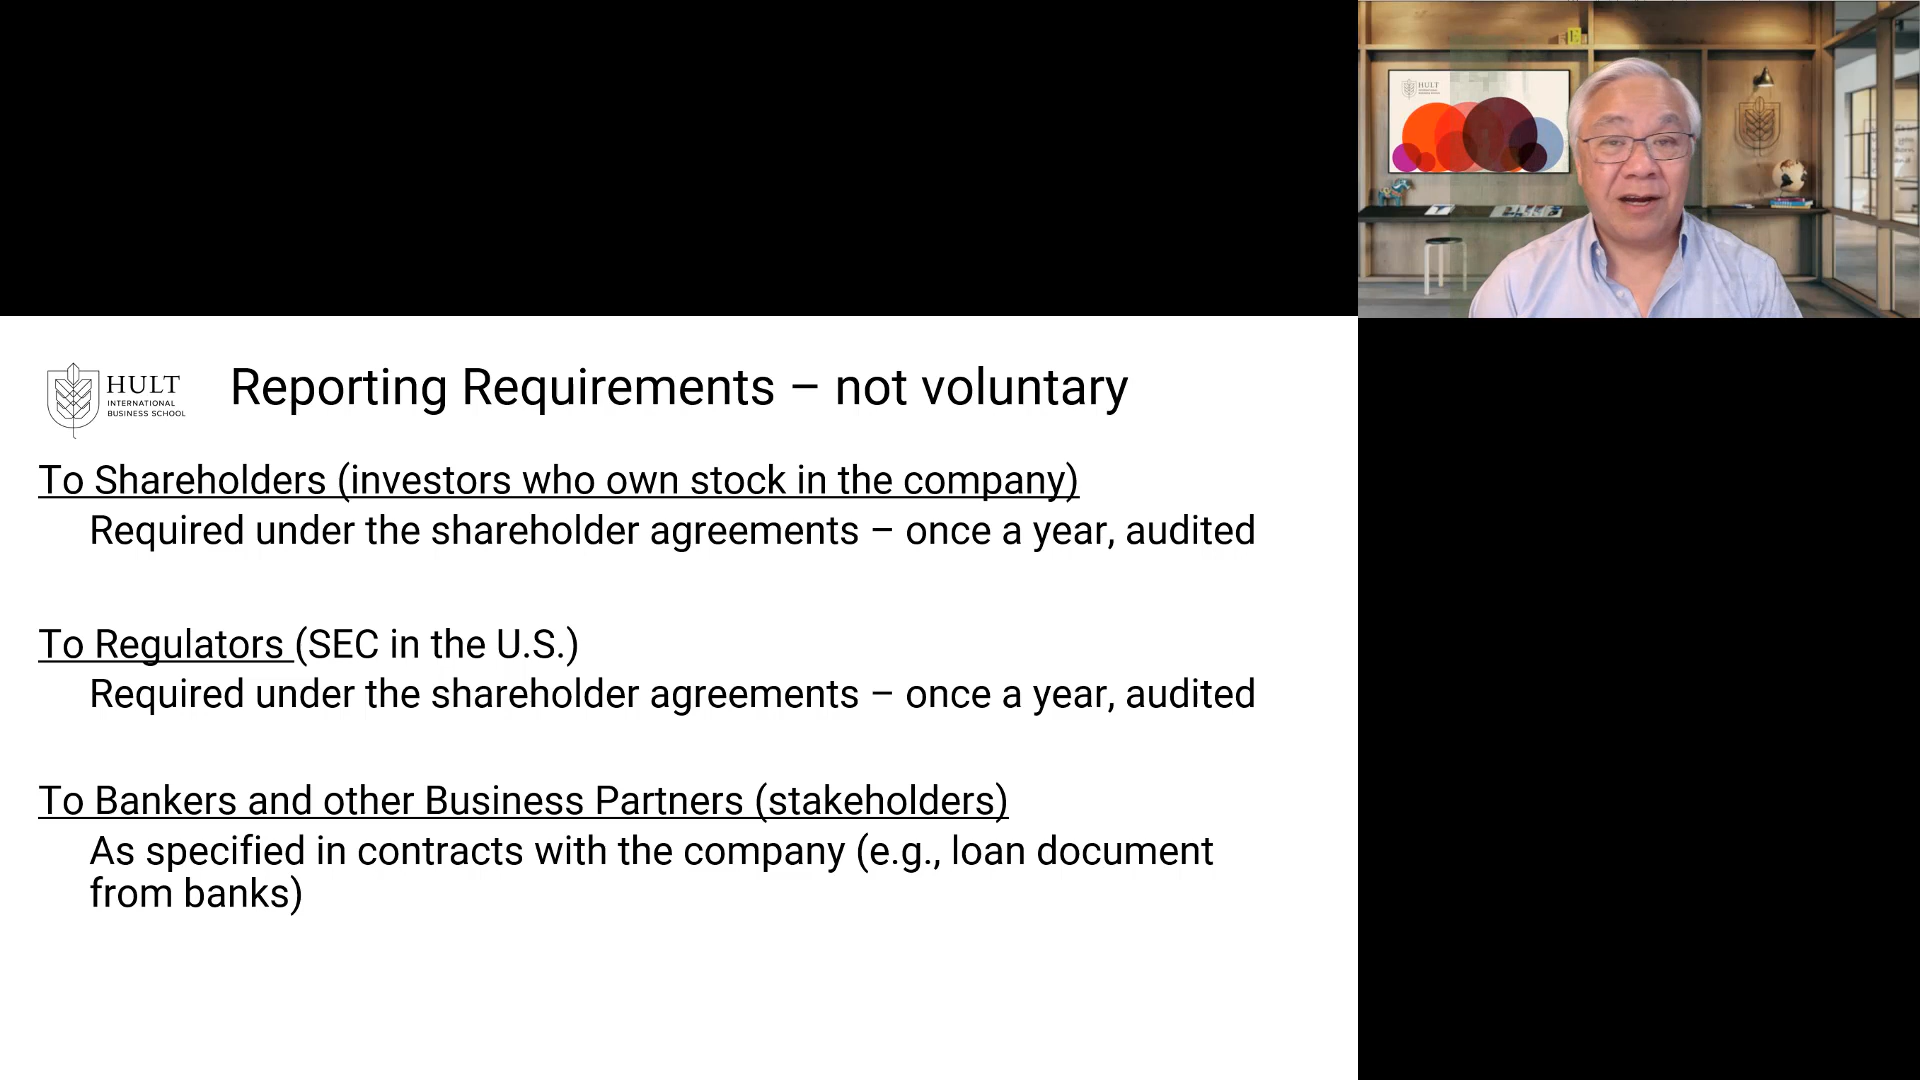 HULT
HULT
INTERNATIONAL
BUSINESS SCHOOL
Reporting Requirements – not voluntary
To Shareholders (investors who own stock in the company)
Required under the shareholder agreements – once a year, audited
To Regulators (SEC in the U.S.)
Required under the shareholder agreements – once a year, audited
To Bankers and other Business Partners (stakeholders)
As specified in contracts with the company (e.g., loan document
from banks)